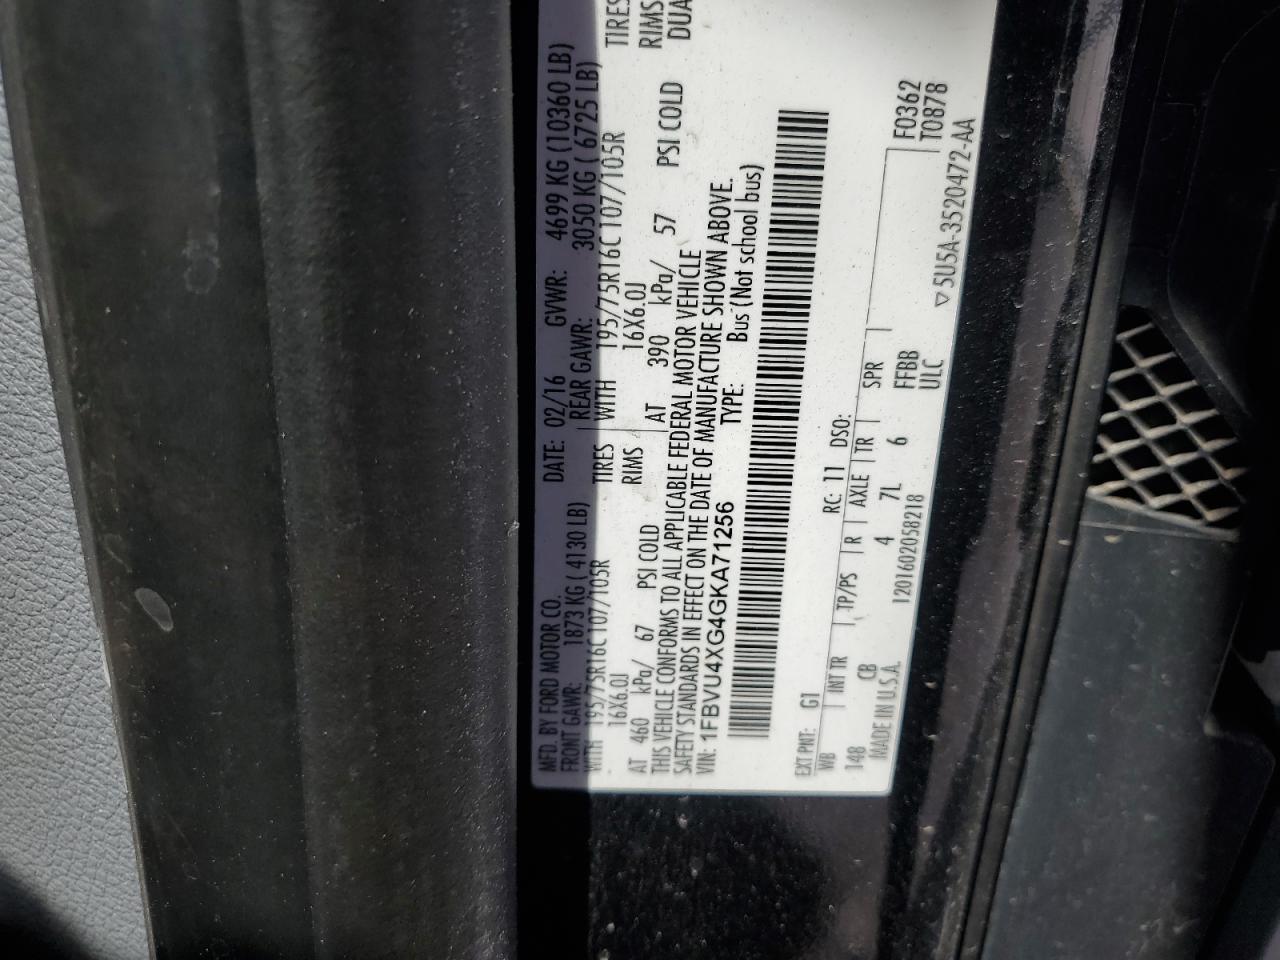 MFD. BY FORD MOTOR CO.
DATE: 02/16 GVWR: 4699 KG (10360 LB)
FRONT GAWR: 1873 KG ( 4130 LB) REAR GAWR: 3050 KG ( 6725 LB)
WITH 195/75R16C 107/105R TIRES WITH 195/75R16C 107/105R TIRES
16X6.0J RIMS 16X6.0J RIMS
AT 460 kPa/ 67 PSI COLD AT 390 kPa/ 57 PSI COLD DUA
THIS VEHICLE CONFORMS TO ALL APPLICABLE FEDERAL MOTOR VEHICLE
SAFETY STANDARDS IN EFFECT ON THE DATE OF MANUFACTURE SHOWN ABOVE.
VIN: 1FBVU4XG4GKA71256 TYPE: Bus (Not school bus)
EXT PNT: G1 RC: 11 DSO:
WB INT TR TP/PS R AXLE TR SPR F0362
148 CB 4 7L 6 FFBB T0878
MADE IN U.S.A. 1201602058218 ULC ▽5U5A-3520472-AA